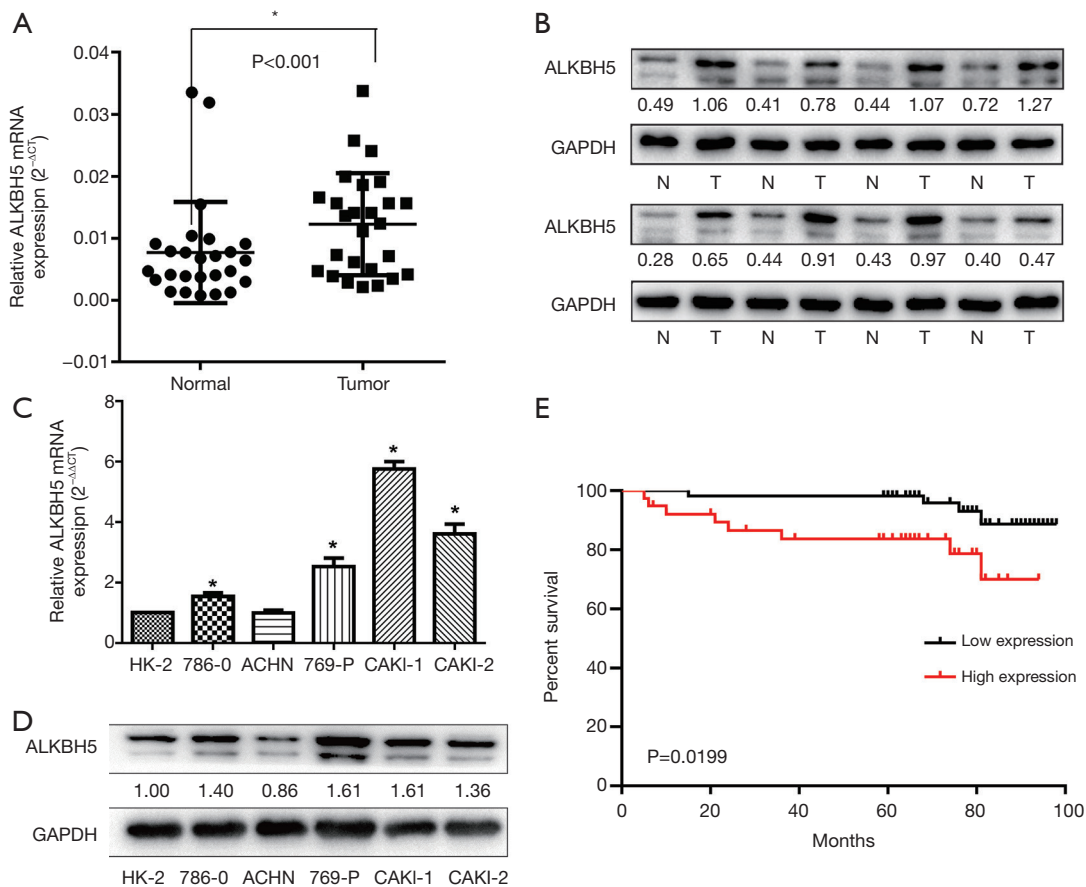 A
*
P<0.001
Relative ALKBH5 mRNA
expressipn (2^−ΔCT)
0.04
0.03
0.02
0.01
0.00
−0.01
Normal Tumor
B
ALKBH5
0.49 1.06 0.41 0.78 0.44 1.07 0.72 1.27
GAPDH
N T N T N T N T
ALKBH5
0.28 0.65 0.44 0.91 0.43 0.97 0.40 0.47
GAPDH
N T N T N T N T
C
Relative ALKBH5 mRNA
expressipn (2^−ΔΔCT)
8
6
4
2
0
* * * *
HK-2 786-0 ACHN 769-P CAKI-1 CAKI-2
D
ALKBH5
1.00 1.40 0.86 1.61 1.61 1.36
GAPDH
HK-2 786-0 ACHN 769-P CAKI-1 CAKI-2
E
Percent survival
100
80
60
40
20
0
Low expression
High expression
P=0.0199
0 20 40 60 80 100
Months